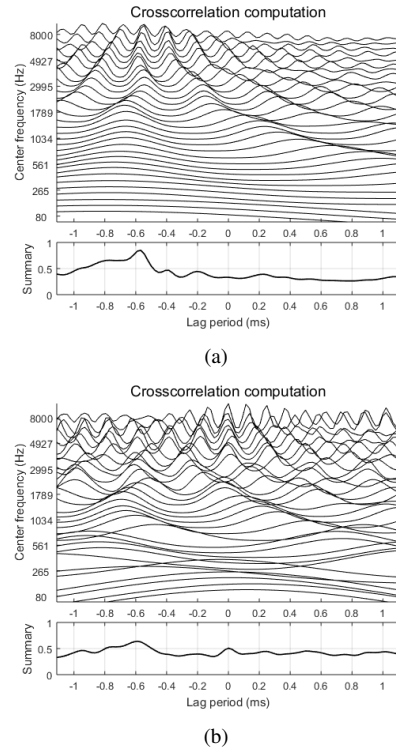 Crosscorrelation computation
Center frequency (Hz)
8000
4927
2995
1789
1034
561
265
80
-1 -0.8 -0.6 -0.4 -0.2 0 0.2 0.4 0.6 0.8 1
Summary
1
0.5
0
-1 -0.8 -0.6 -0.4 -0.2 0 0.2 0.4 0.6 0.8 1
Lag period (ms)
(a)
Crosscorrelation computation
Center frequency (Hz)
8000
4927
2995
1789
1034
561
265
80
-1 -0.8 -0.6 -0.4 -0.2 0 0.2 0.4 0.6 0.8 1
Summary
1
0.5
0
-1 -0.8 -0.6 -0.4 -0.2 0 0.2 0.4 0.6 0.8 1
Lag period (ms)
(b)